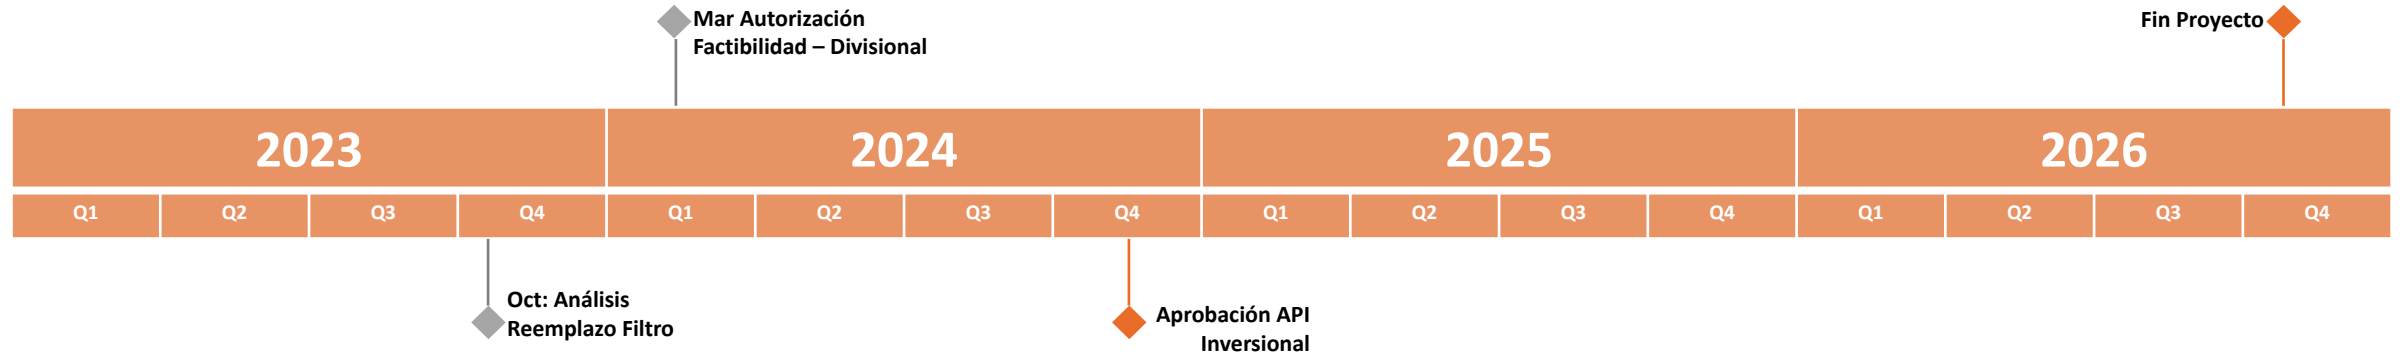 Mar Autorización
Factibilidad – Divisional
Fin Proyecto
2023 2024 2025 2026
Q1 Q2 Q3 Q4 Q1 Q2 Q3 Q4 Q1 Q2 Q3 Q4 Q1 Q2 Q3 Q4
Oct: Análisis
Reemplazo Filtro
Aprobación API
Inversional